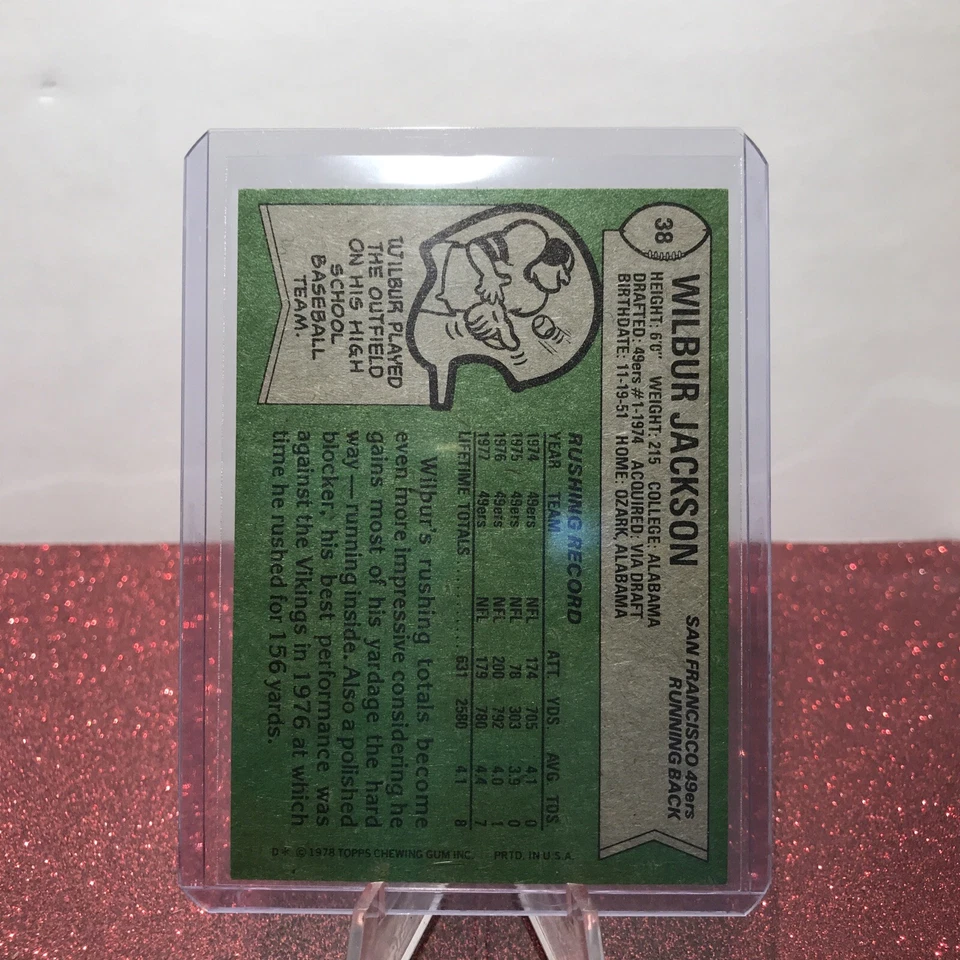 38
WILBUR JACKSON
SAN FRANCISCO 49ers
RUNNING BACK
HEIGHT: 6'0" WEIGHT: 215 COLLEGE: ALABAMA
DRAFTED: 49ers #1-1974 ACQUIRED: VIA DRAFT
BIRTHDATE: 11-19-51 HOME: OZARK, ALABAMA
WILBUR PLAYED
THE OUTFIELD
ON HIS HIGH
SCHOOL
BASEBALL
TEAM.
RUSHING RECORD
YEAR TEAM ATT. YDS AVG TDS
1974 49ers NFL 174 705 4.1 0
1975 49ers NFL 78 303 3.9 0
1976 49ers NFL 200 792 4.0 1
1977 49ers NFL 179 780 4.4 7
LIFETIME TOTALS.......... 631 2580 4.1 8
Wilbur's rushing totals become
even more impressive considering he
gains most of his yardage the hard
way — running inside. Also a polished
blocker, his best performance was
against the Vikings in 1976 at which
time he rushed for 156 yards.
D* © 1978 TOPPS CHEWING GUM INC. PRTD. IN U.S.A.